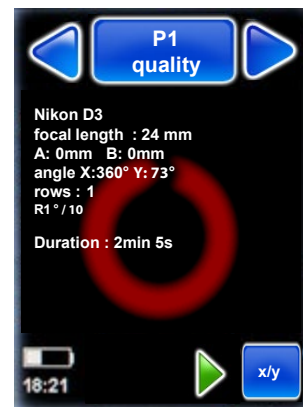 P1
quality
Nikon D3
focal length : 24 mm
A: 0mm B: 0mm
angle X:360° Y: 73°
rows : 1
R1 ° / 10
Duration : 2min 5s
x/y
18:21